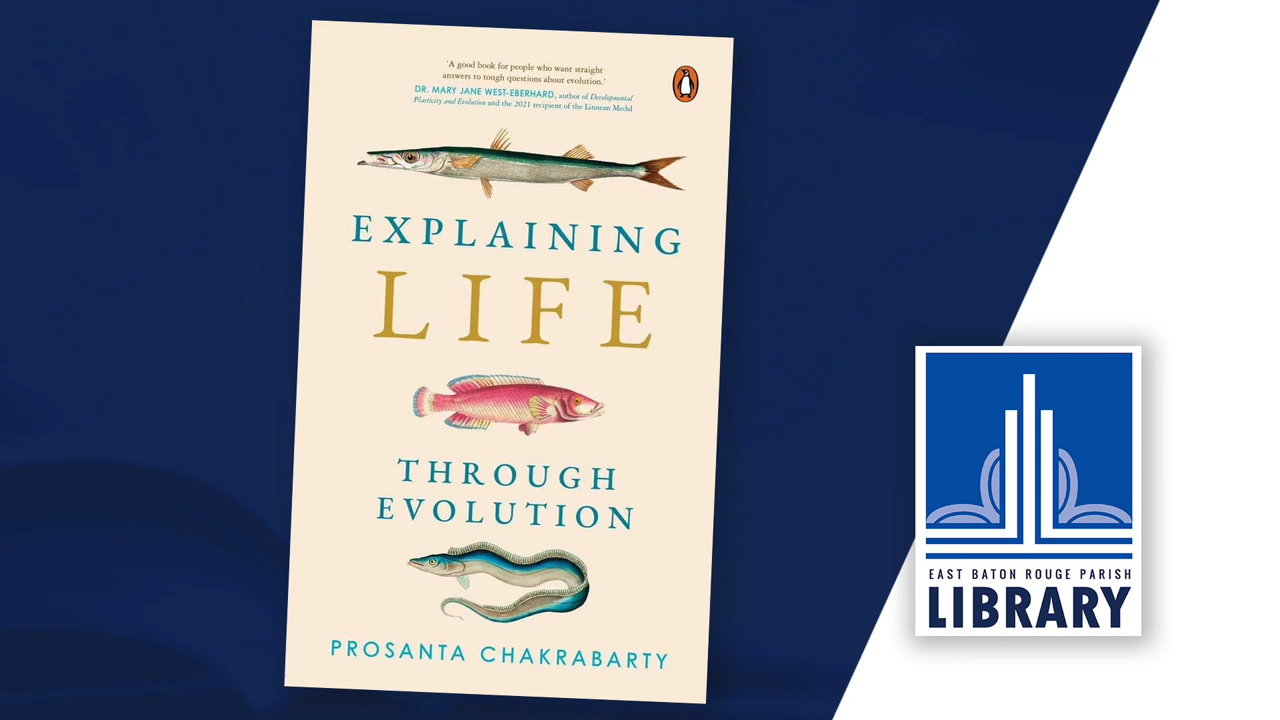 'A good book for people who want straight
answers to tough questions about evolution.'
DR. MARY JANE WEST-EBERHARD, author of Developmental
Plasticity and Evolution and the 2021 recipient of the Linnean Medal
EXPLAINING
LIFE
THROUGH
EVOLUTION
PROSANTA CHAKRABARTY
EAST BATON ROUGE PARISH
LIBRARY